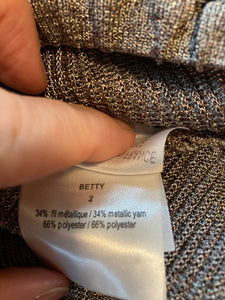 BETTY
2
34% fil métallique / 34% metallic yarn
66% polyester / 66% polyester